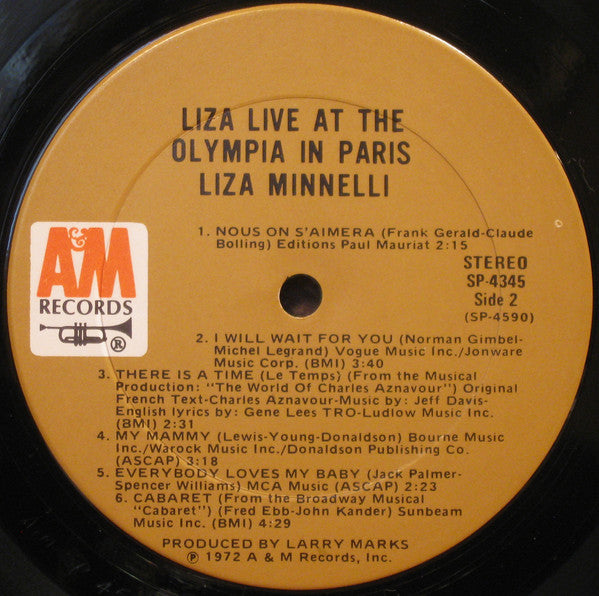 LIZA LIVE AT THE
OLYMPIA IN PARIS
LIZA MINNELLI
1. NOUS ON S'AIMERA (Frank Gerald-Claude
Bolling) Editions Paul Mauriat 2:15
A&M
RECORDS
®
STEREO
SP-4345
Side 2
(SP-4590)
2. I WILL WAIT FOR YOU (Norman Gimbel-
Michel Legrand) Vogue Music Inc./Jonware
Music Corp. (BMI) 3:40
3. THERE IS A TIME (Le Temps) (From the Musical
Production: "The World Of Charles Aznavour") Original
French Text-Charles Aznavour-Music by: Jeff Davis-
English lyrics by: Gene Lees TRO-Ludlow Music Inc.
(BMI) 2:31
4. MY MAMMY (Lewis-Young-Donaldson) Bourne Music
Inc./Warock Music Inc./Donaldson Publishing Co.
(ASCAP) 3:18
5. EVERYBODY LOVES MY BABY (Jack Palmer-
Spencer Williams) MCA Music (ASCAP) 2:23
6. CABARET (From the Broadway Musical
"Cabaret") (Fred Ebb-John Kander) Sunbeam
Music Inc. (BMI) 4:29
PRODUCED BY LARRY MARKS
℗ 1972 A & M Records, Inc.